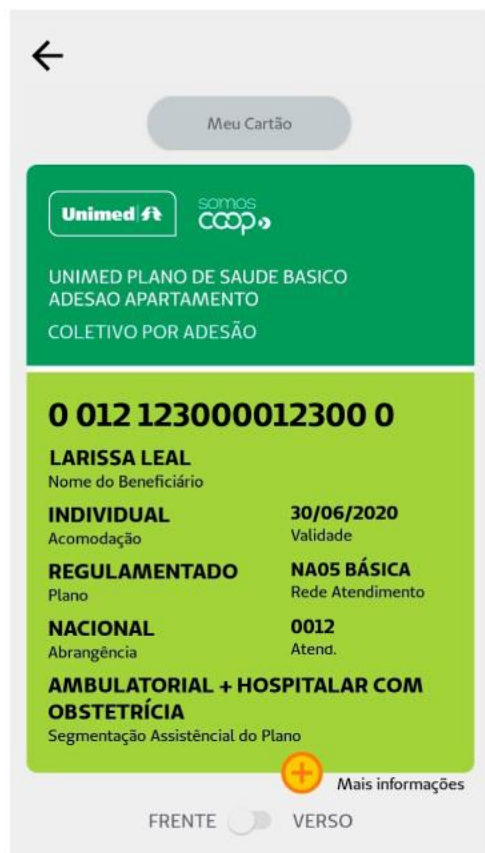 Meu Cartão
Unimed
somos
coop
UNIMED PLANO DE SAUDE BASICO
ADESAO APARTAMENTO
COLETIVO POR ADESÃO
0 012 123000012300 0
LARISSA LEAL
Nome do Beneficiário
INDIVIDUAL 30/06/2020
Acomodação Validade
REGULAMENTADO NA05 BÁSICA
Plano Rede Atendimento
NACIONAL 0012
Abrangência Atend.
AMBULATORIAL + HOSPITALAR COM
OBSTETRÍCIA
Segmentação Assistêncial do Plano
Mais informações
FRENTE VERSO